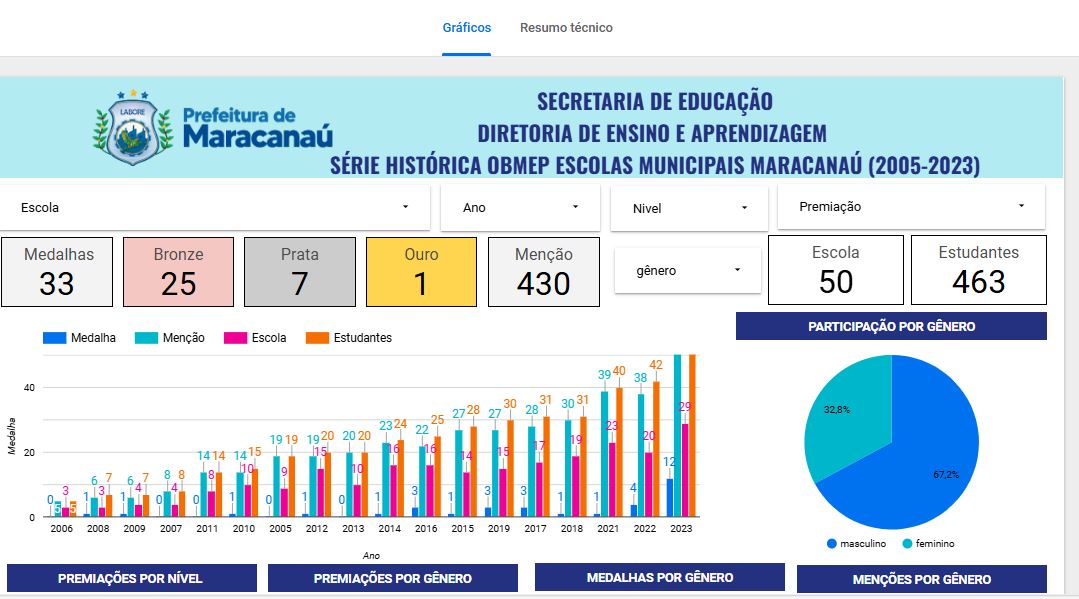 Gráficos
Resumo técnico
LABORE
Prefeitura de
Maracanaú
SECRETARIA DE EDUCAÇÃO
DIRETORIA DE ENSINO E APRENDIZAGEM
SÉRIE HISTÓRICA OBMEP ESCOLAS MUNICIPAIS MARACANAÚ (2005-2023)
Escola
Ano
Nivel
Premiação
Medalhas
33
Bronze
25
Prata
7
Ouro
1
Menção
430
gênero
Escola
50
Estudantes
463
Medalha Menção Escola Estudantes
PARTICIPAÇÃO POR GÊNERO
Medalha
40
20
0
0 5 3 5
1 6 3 7
1 6 4 7
0 8 4 8
0 14 8 14
1 14 10 15
0 19 9 19
1 19 15 20
0 20 10 20
1 23 16 24
3 22 16 25
1 27 14 28
3 27 15 30
3 28 17 31
1 30 19 31
1 39 23 40
4 38 20 42
12 29
2006 2008 2009 2007 2011 2010 2005 2012 2013 2014 2016 2015 2019 2017 2018 2021 2022 2023
Ano
32,8%
67,2%
masculino feminino
PREMIAÇÕES POR NÍVEL
PREMIAÇÕES POR GÊNERO
MEDALHAS POR GÊNERO
MENÇÕES POR GÊNERO